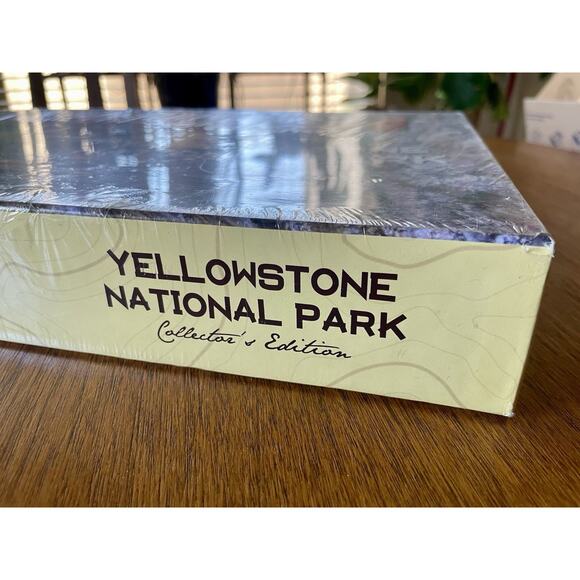 YELLOWSTONE
NATIONAL PARK
Collector's Edition